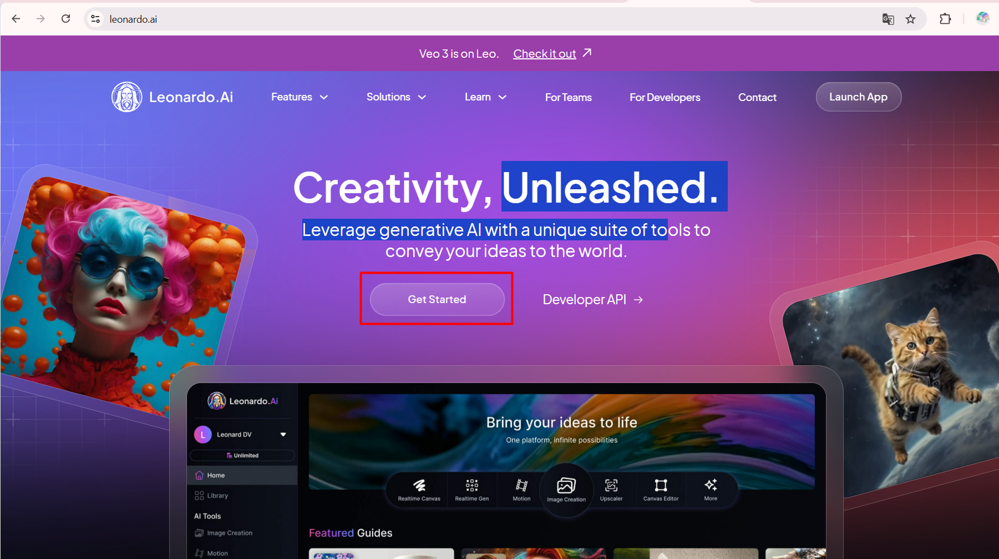 leonardo.ai
Veo 3 is on Leo. Check it out
Leonardo.Ai
Features
Solutions
Learn
For Teams
For Developers
Contact
Launch App
Creativity, Unleashed.
Leverage generative AI with a unique suite of tools to
convey your ideas to the world.
Get Started
Developer API →
Leonardo.Ai
L
Leonard DV
Unlimited
Home
Library
AI Tools
Image Creation
Motion
Bring your ideas to life
One platform, infinite possibilities
Realtime Canvas
Realtime Gen
Motion
Image Creation
Upscaler
Canvas Editor
More
Featured Guides